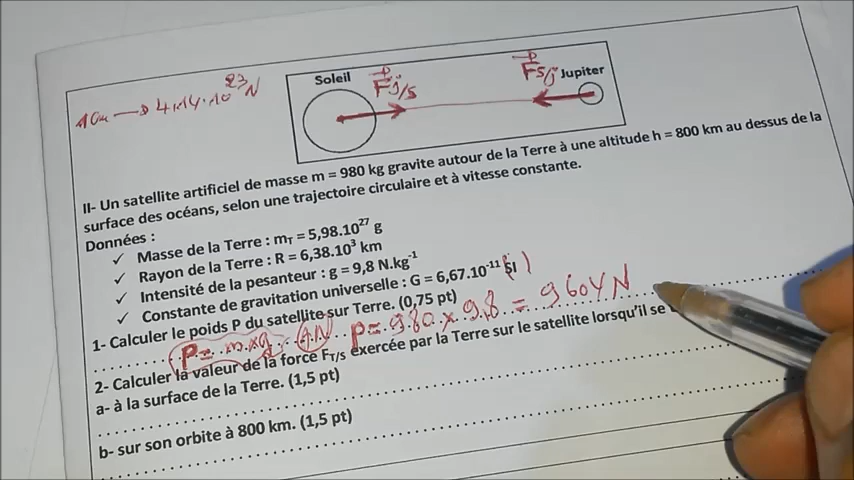 1cm → 4,14.10²³ N
Soleil F J/S F S/J Jupiter
II- Un satellite artificiel de masse m = 980 kg gravite autour de la Terre à une altitude h = 800 km au dessus de la
surface des océans, selon une trajectoire circulaire et à vitesse constante.
Données :
✓ Masse de la Terre : mT = 5,98.10²⁷ g
✓ Rayon de la Terre : R = 6,38.10³ km
✓ Intensité de la pesanteur : g = 9,8 N.kg⁻¹
✓ Constante de gravitation universelle : G = 6,67.10⁻¹¹ (SI)
1- Calculer le poids P du satellite sur Terre. (0,75 pt)
P = m×g P = 980 × 9,8 = 9604 N
2- Calculer la valeur de la force FT/S exercée par la Terre sur le satellite lorsqu'il se
a- à la surface de la Terre. (1,5 pt)
b- sur son orbite à 800 km. (1,5 pt)